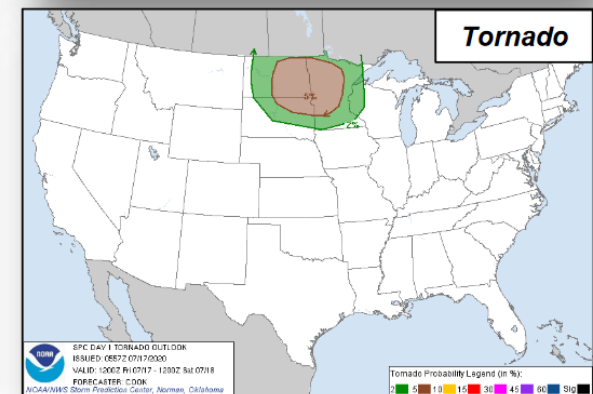 Tornado
5%
2%
NOAA
SPC DAY 1 TORNADO OUTLOOK
ISSUED: 0557Z 07/17/2020
VALID: 1200Z FRI 07/17 - 1200Z Sat 07/18
FORECASTER: COOK
NOAA/NWS Storm Prediction Center, Norman, Oklahoma
Tornado Probability Legend (in %):
2 5 10 15 30 45 60 Sig